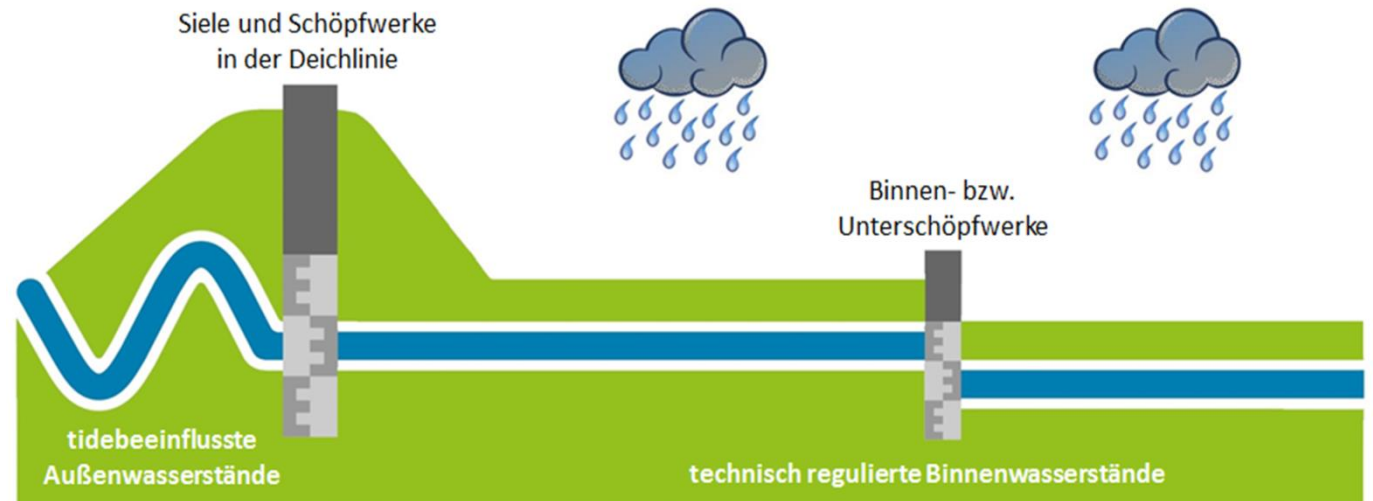 Siele und Schöpfwerke
in der Deichlinie
Binnen- bzw.
Unterschöpfwerke
tidebeeinflusste
Außenwasserstände
technisch regulierte Binnenwasserstände